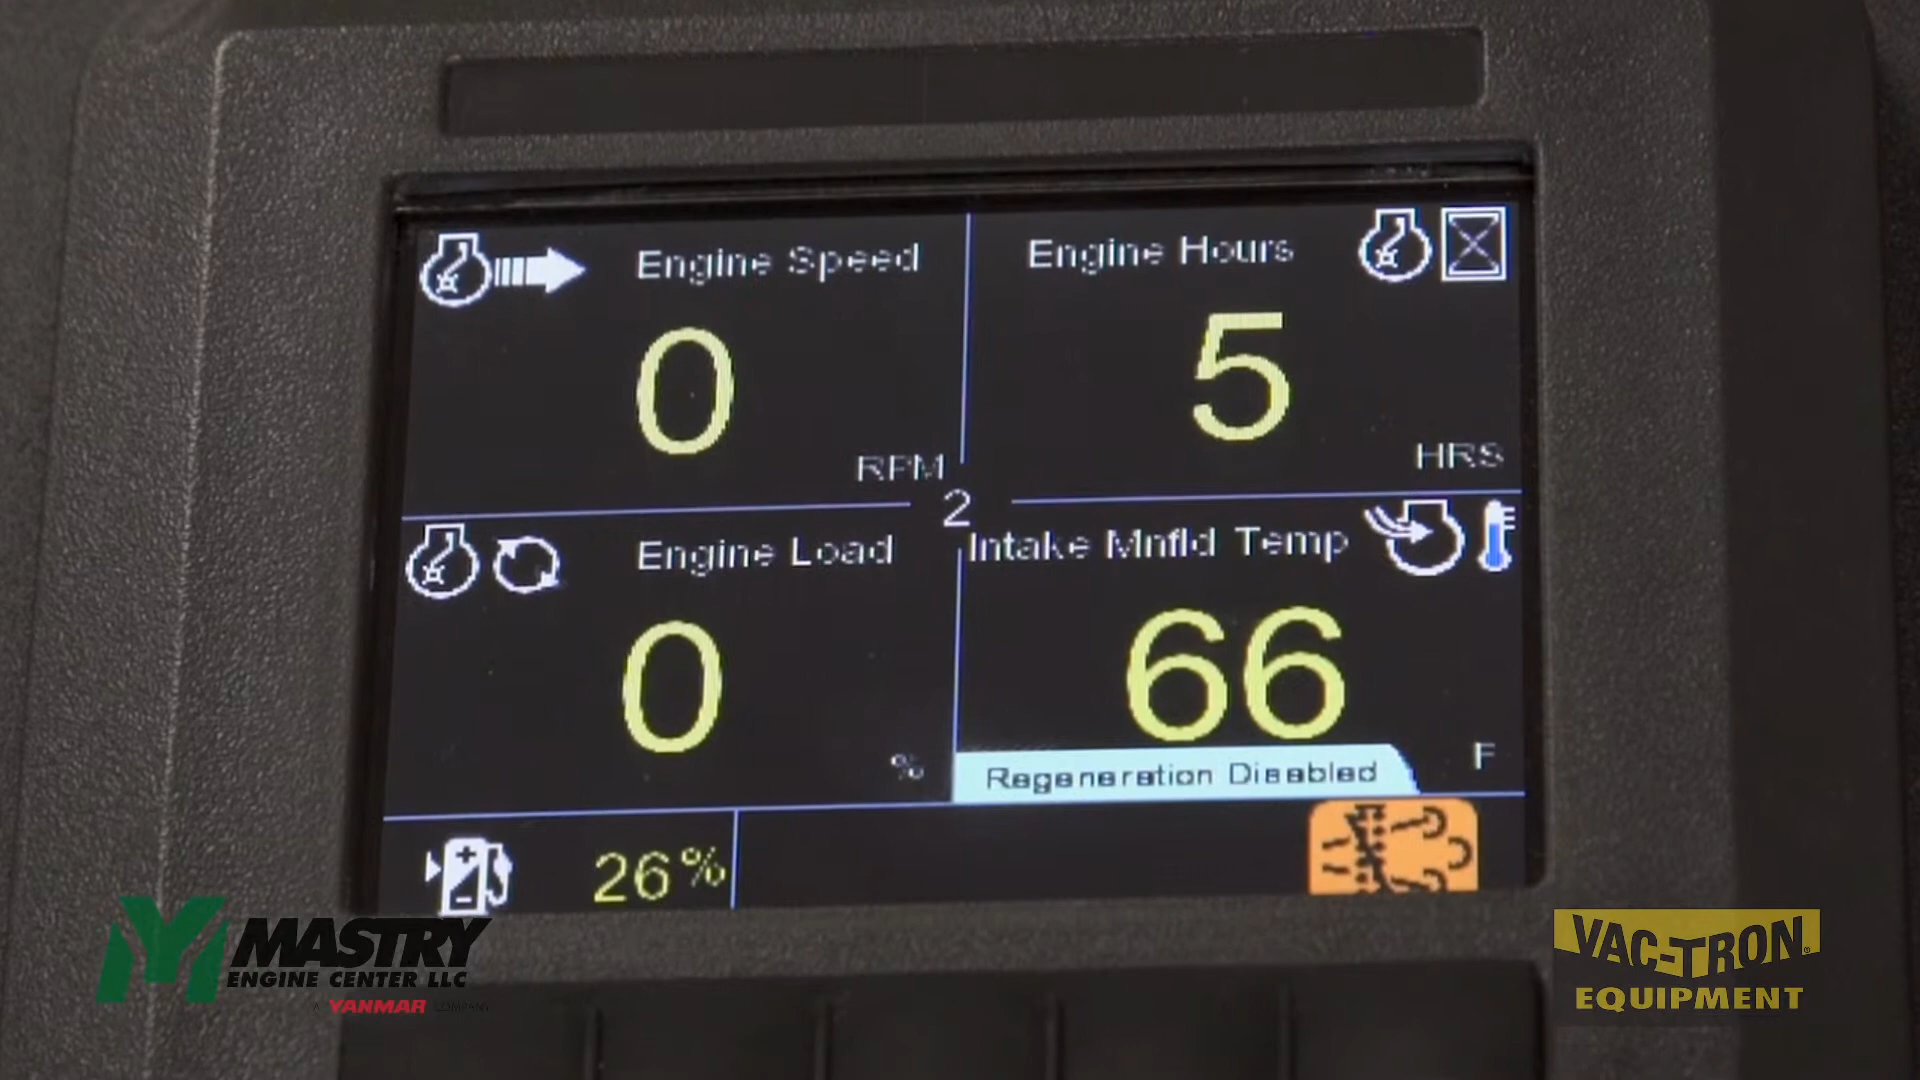 Engine Speed
0
RPM
Engine Hours
5
HRS
2
Engine Load
0
%
Intake Mnfld Temp
66
F
Regeneration Disabled
26%
MASTRY
ENGINE CENTER LLC
A YANMAR COMPANY
VAC-TRON®
EQUIPMENT